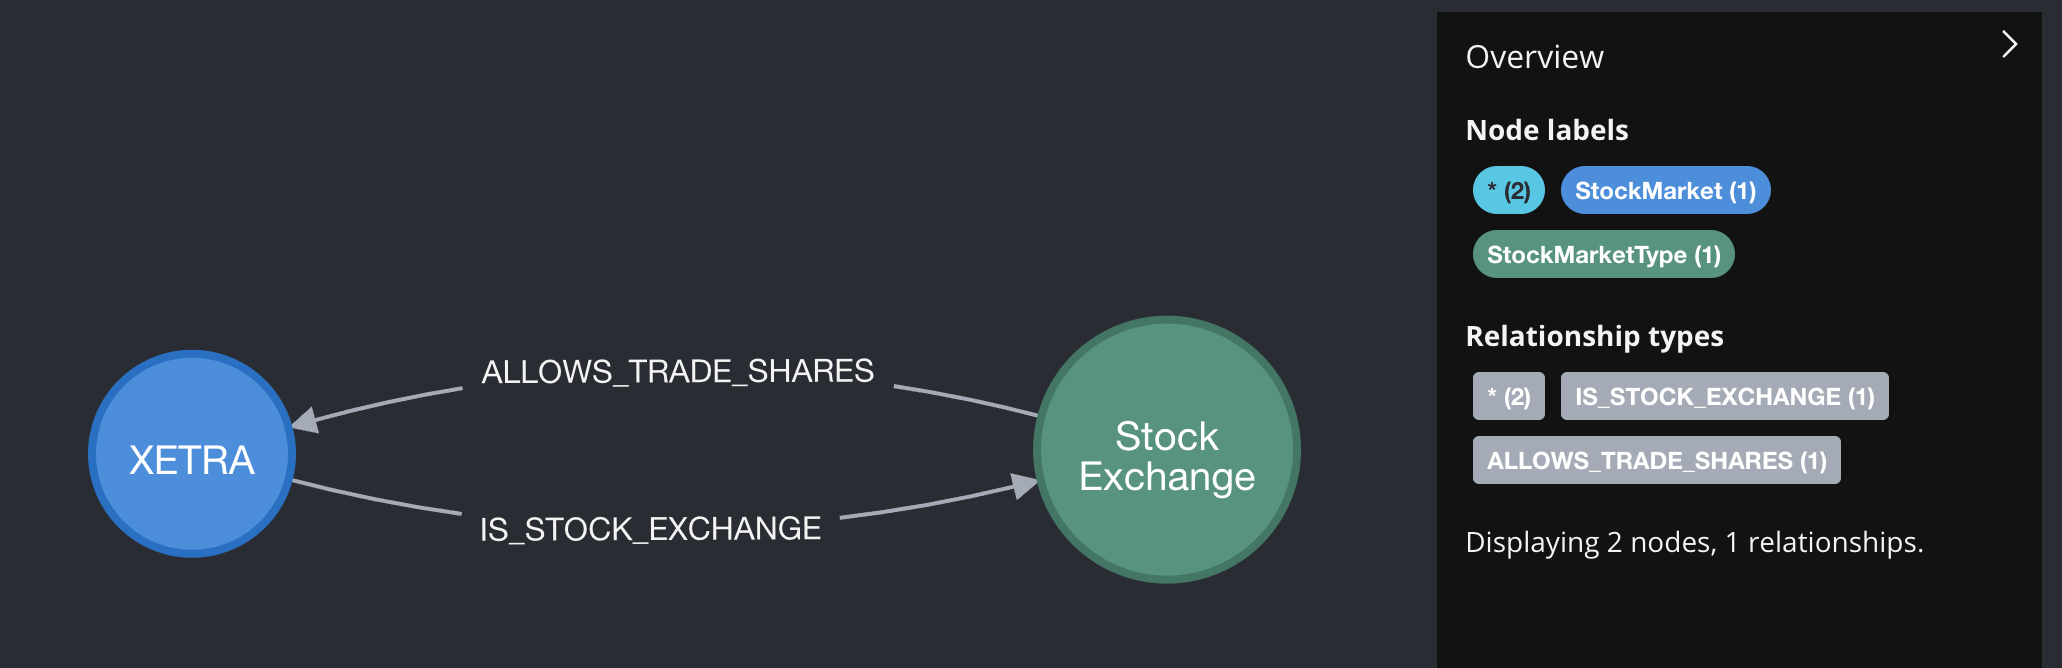 ALLOWS_TRADE_SHARES
XETRA
Stock
Exchange
IS_STOCK_EXCHANGE
Overview
Node labels
* (2) StockMarket (1)
StockMarketType (1)
Relationship types
* (2) IS_STOCK_EXCHANGE (1)
ALLOWS_TRADE_SHARES (1)
Displaying 2 nodes, 1 relationships.